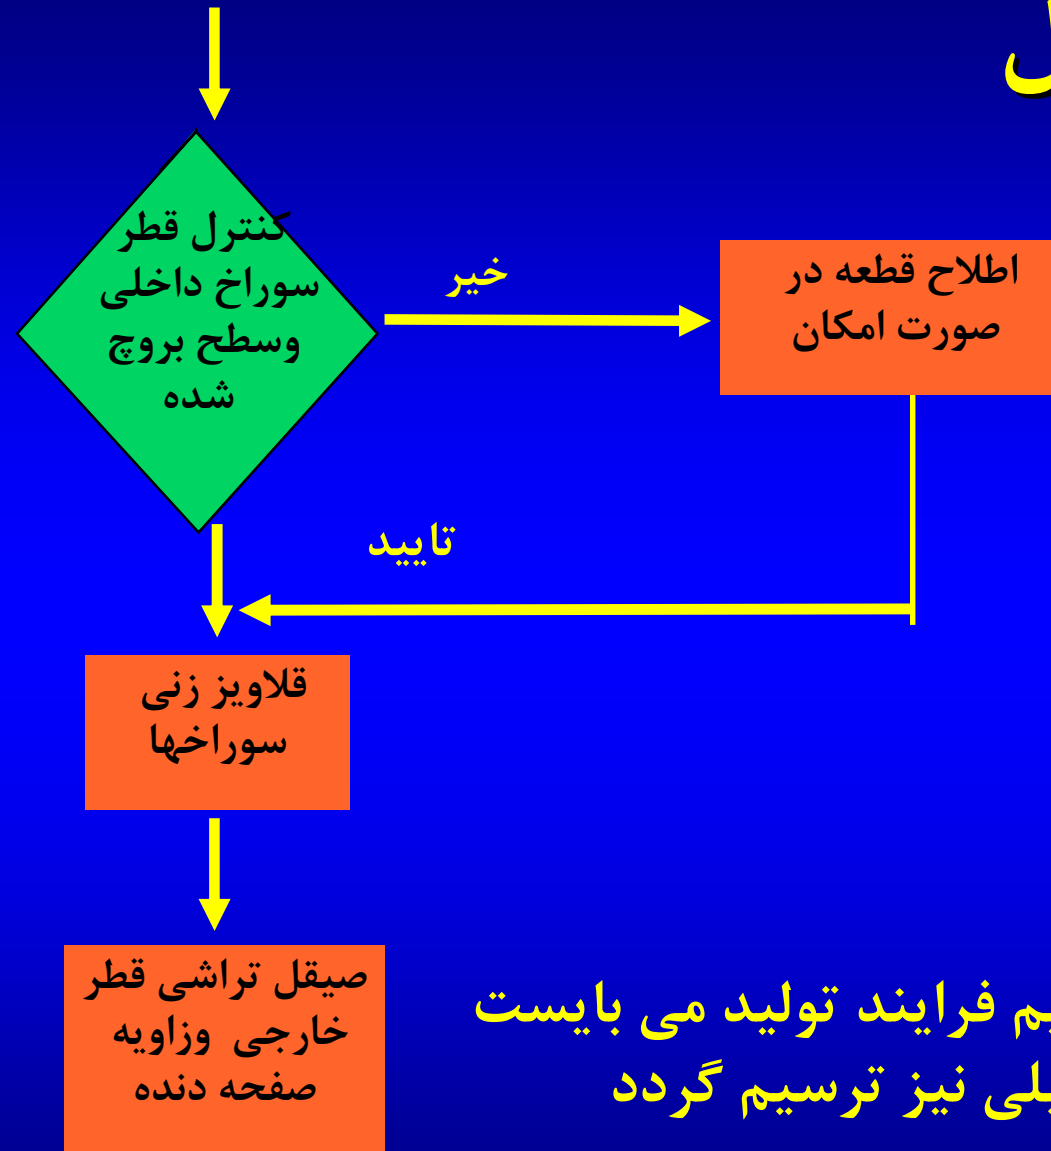 کنترل قطر
سوراخ داخلی
وسطح بروچ
شده
خیر
اطلاح قطعه در
صورت امکان
تایید
قلاویز زنی
سوراخها
صیقل تراشی قطر
خارجی وزاویه
صفحه دنده
فرایند تولید می بایست
نیز ترسیم گردد